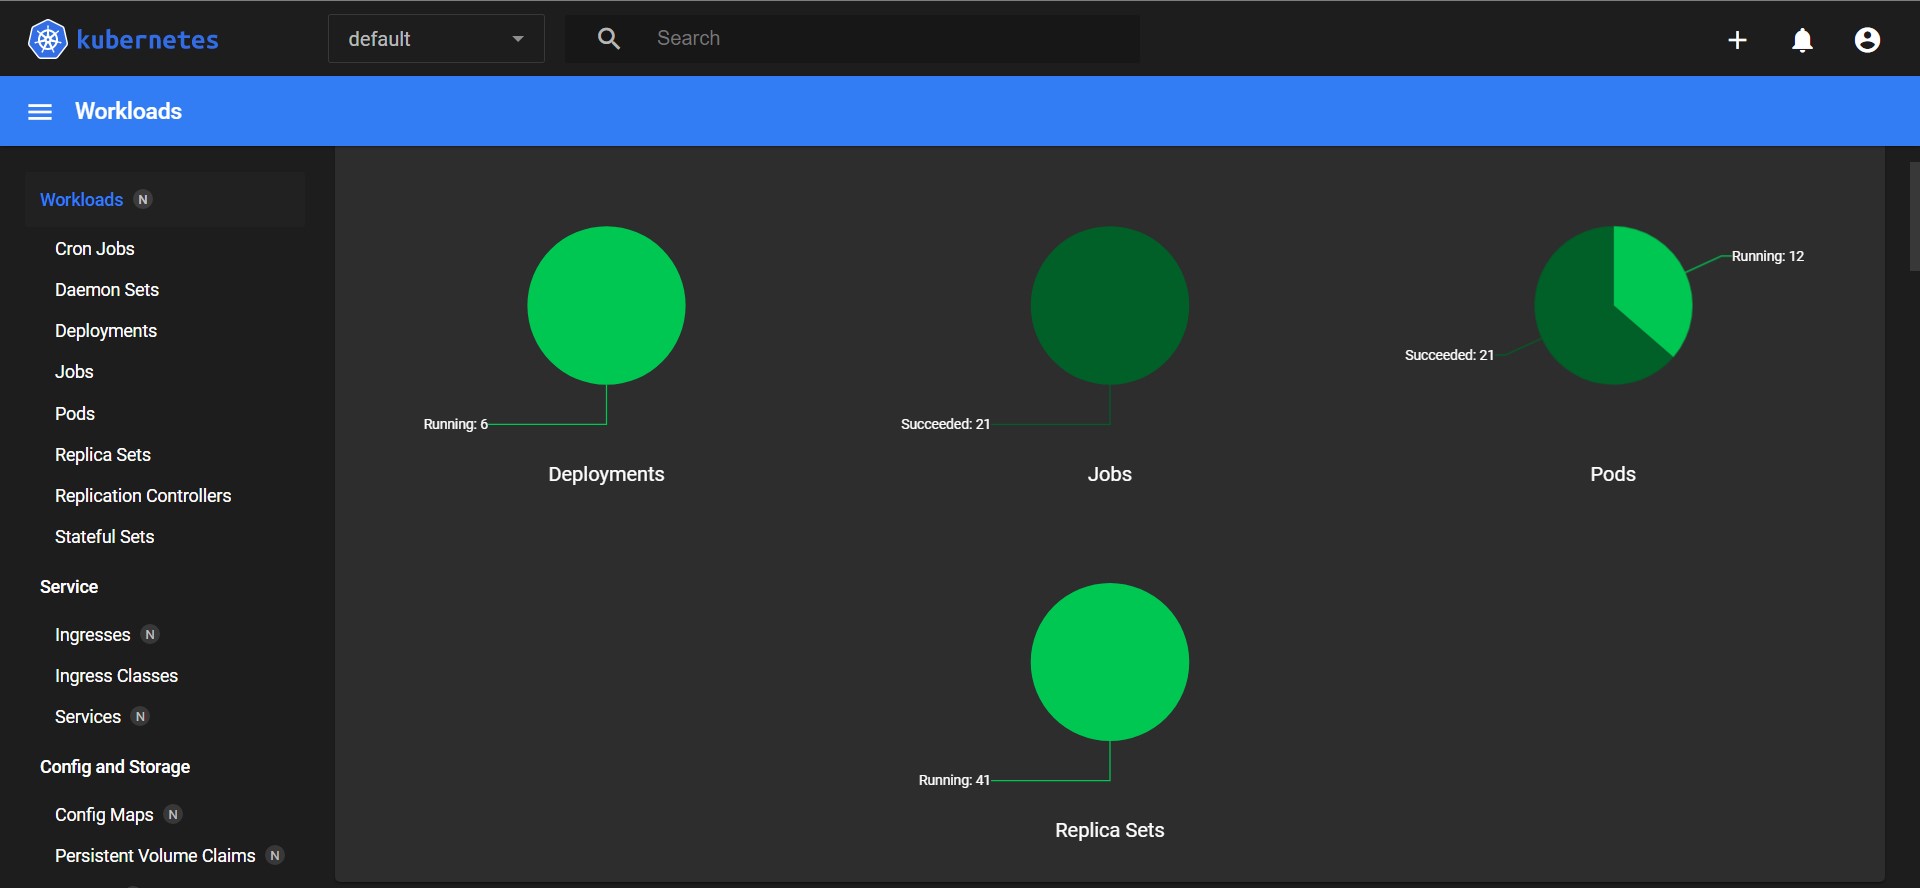 kubernetes
default
Search
Workloads
Workloads N
Cron Jobs
Daemon Sets
Deployments
Jobs
Pods
Replica Sets
Replication Controllers
Stateful Sets
Service
Ingresses N
Ingress Classes
Services N
Config and Storage
Config Maps N
Persistent Volume Claims N
Running: 6
Deployments
Succeeded: 21
Jobs
Running: 12
Succeeded: 21
Pods
Running: 41
Replica Sets